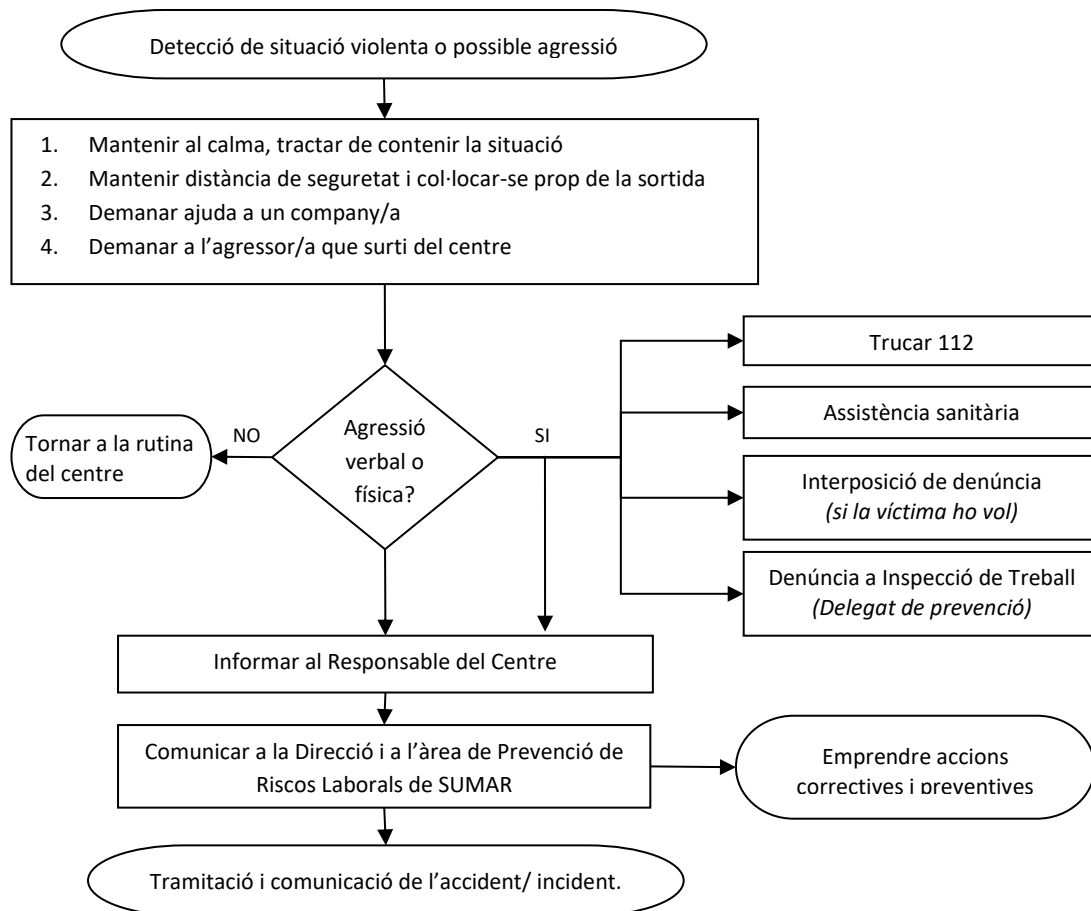 Detecció de situació violenta o possible agressió
1. Mantenir al calma, tractar de contenir la situació
2. Mantenir distància de seguretat i col·locar-se prop de la sortida
3. Demanar ajuda a un company/a
4. Demanar a l’agressor/a que surti del centre
Trucar 112
Assistència sanitària
Tornar a la rutina
del centre
NO
Agressió
verbal o
física?
SI
Interposició de denúncia
(si la víctima ho vol)
Denúncia a Inspecció de Treball
(Delegat de prevenció)
Informar al Responsable del Centre
Comunicar a la Direcció i a l’àrea de Prevenció de
Riscos Laborals de SUMAR
Emprendre accions
correctives i preventives
Tramitació i comunicació de l’accident/ incident.